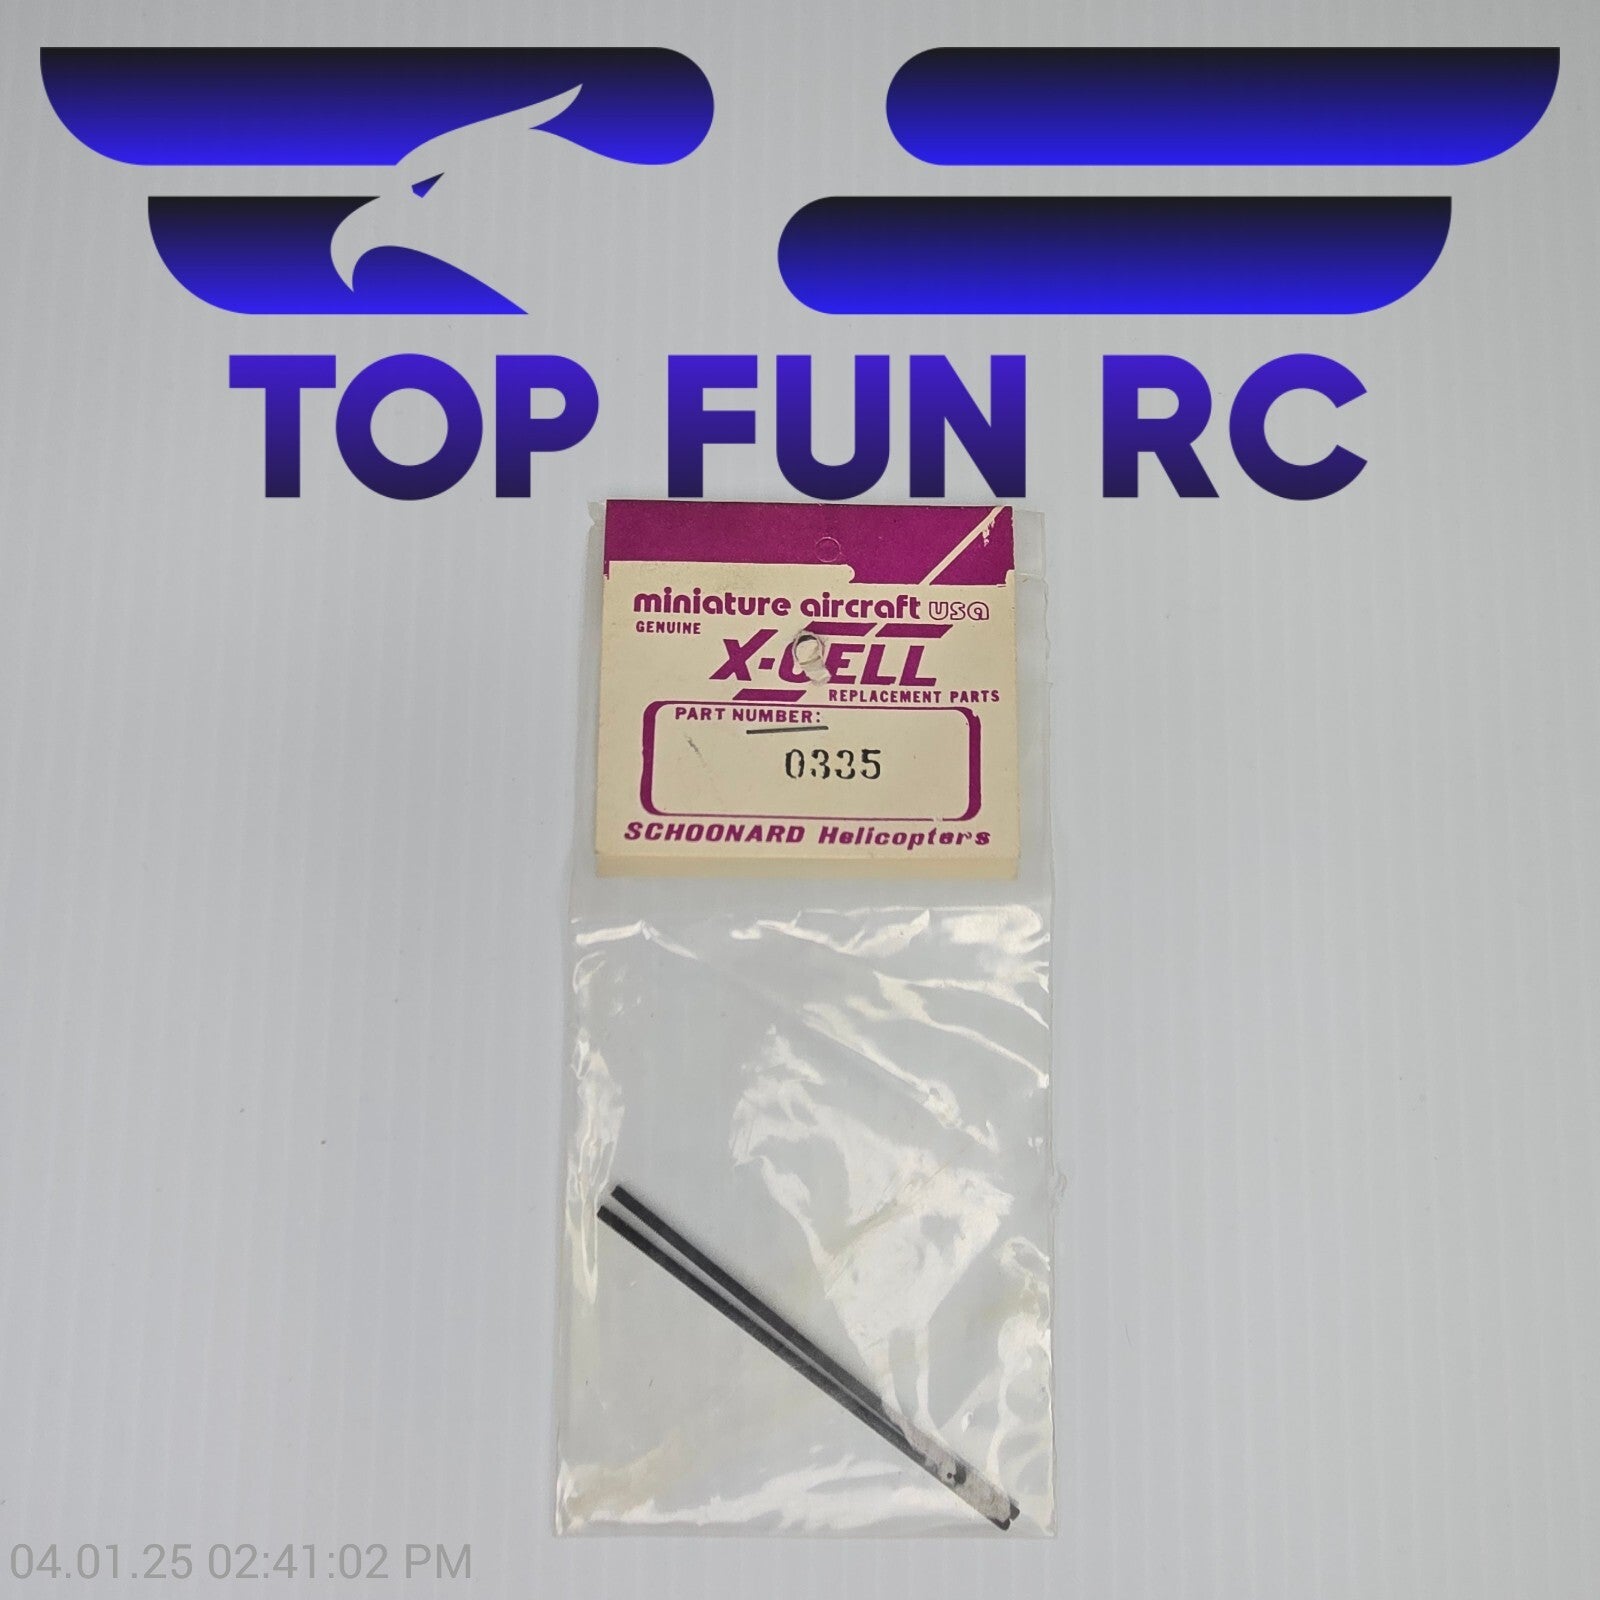 TOP FUN RC
miniature aircraft usa
GENUINE
X-CELL
REPLACEMENT PARTS
PART NUMBER:
0335
SCHOONARD Helicopters
04.01.25 02:41:02 PM